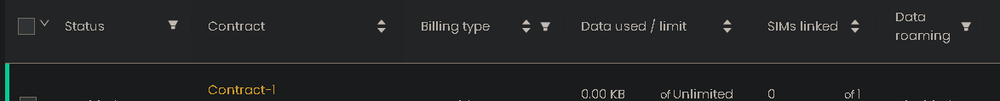 Status
Contract
Billing type
Data used / limit
SIMs linked
Data
roaming
Contract-1
0.00 KB of Unlimited
0 of 1